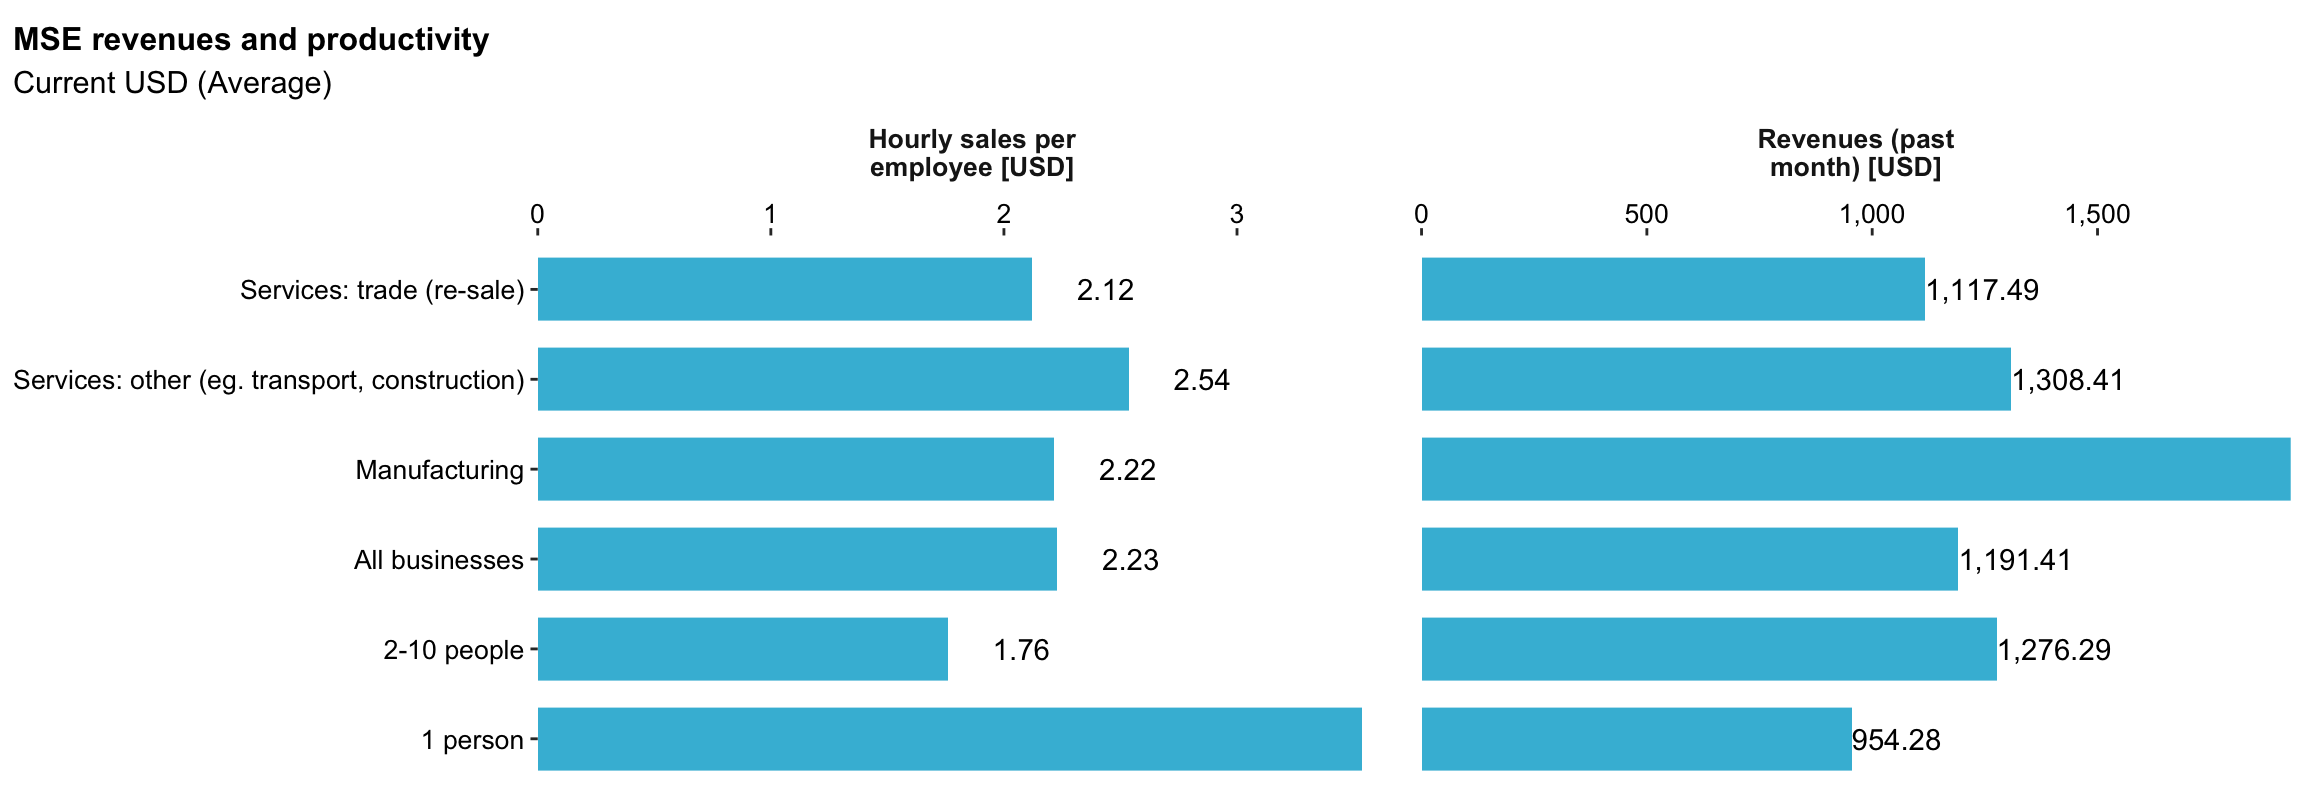 MSE revenues and productivity
Current USD (Average)
Hourly sales per
employee [USD]
Revenues (past
month) [USD]
0 1 2 3
0 500 1,000 1,500
Services: trade (re-sale) 2.12 1,117.49
Services: other (eg. transport, construction) 2.54 1,308.41
Manufacturing 2.22
All businesses 2.23 1,191.41
2-10 people 1.76 1,276.29
1 person 954.28